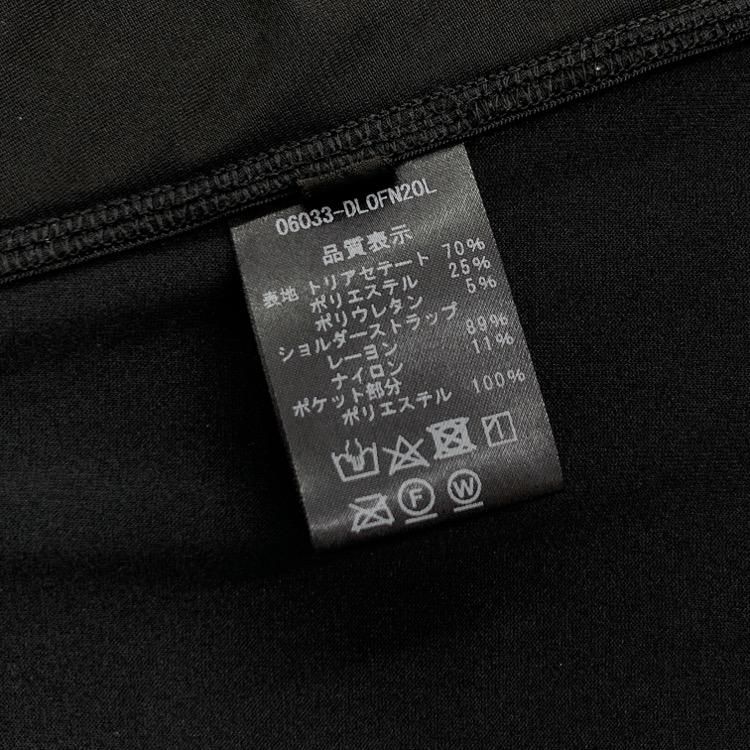 06033-DL0FN20L
品質表示
表地 トリアセテート 70%
ポリエステル 25%
ポリウレタン 5%
ショルダーストラップ
レーヨン 89%
ナイロン 11%
ポケット部分
ポリエステル 100%
F W